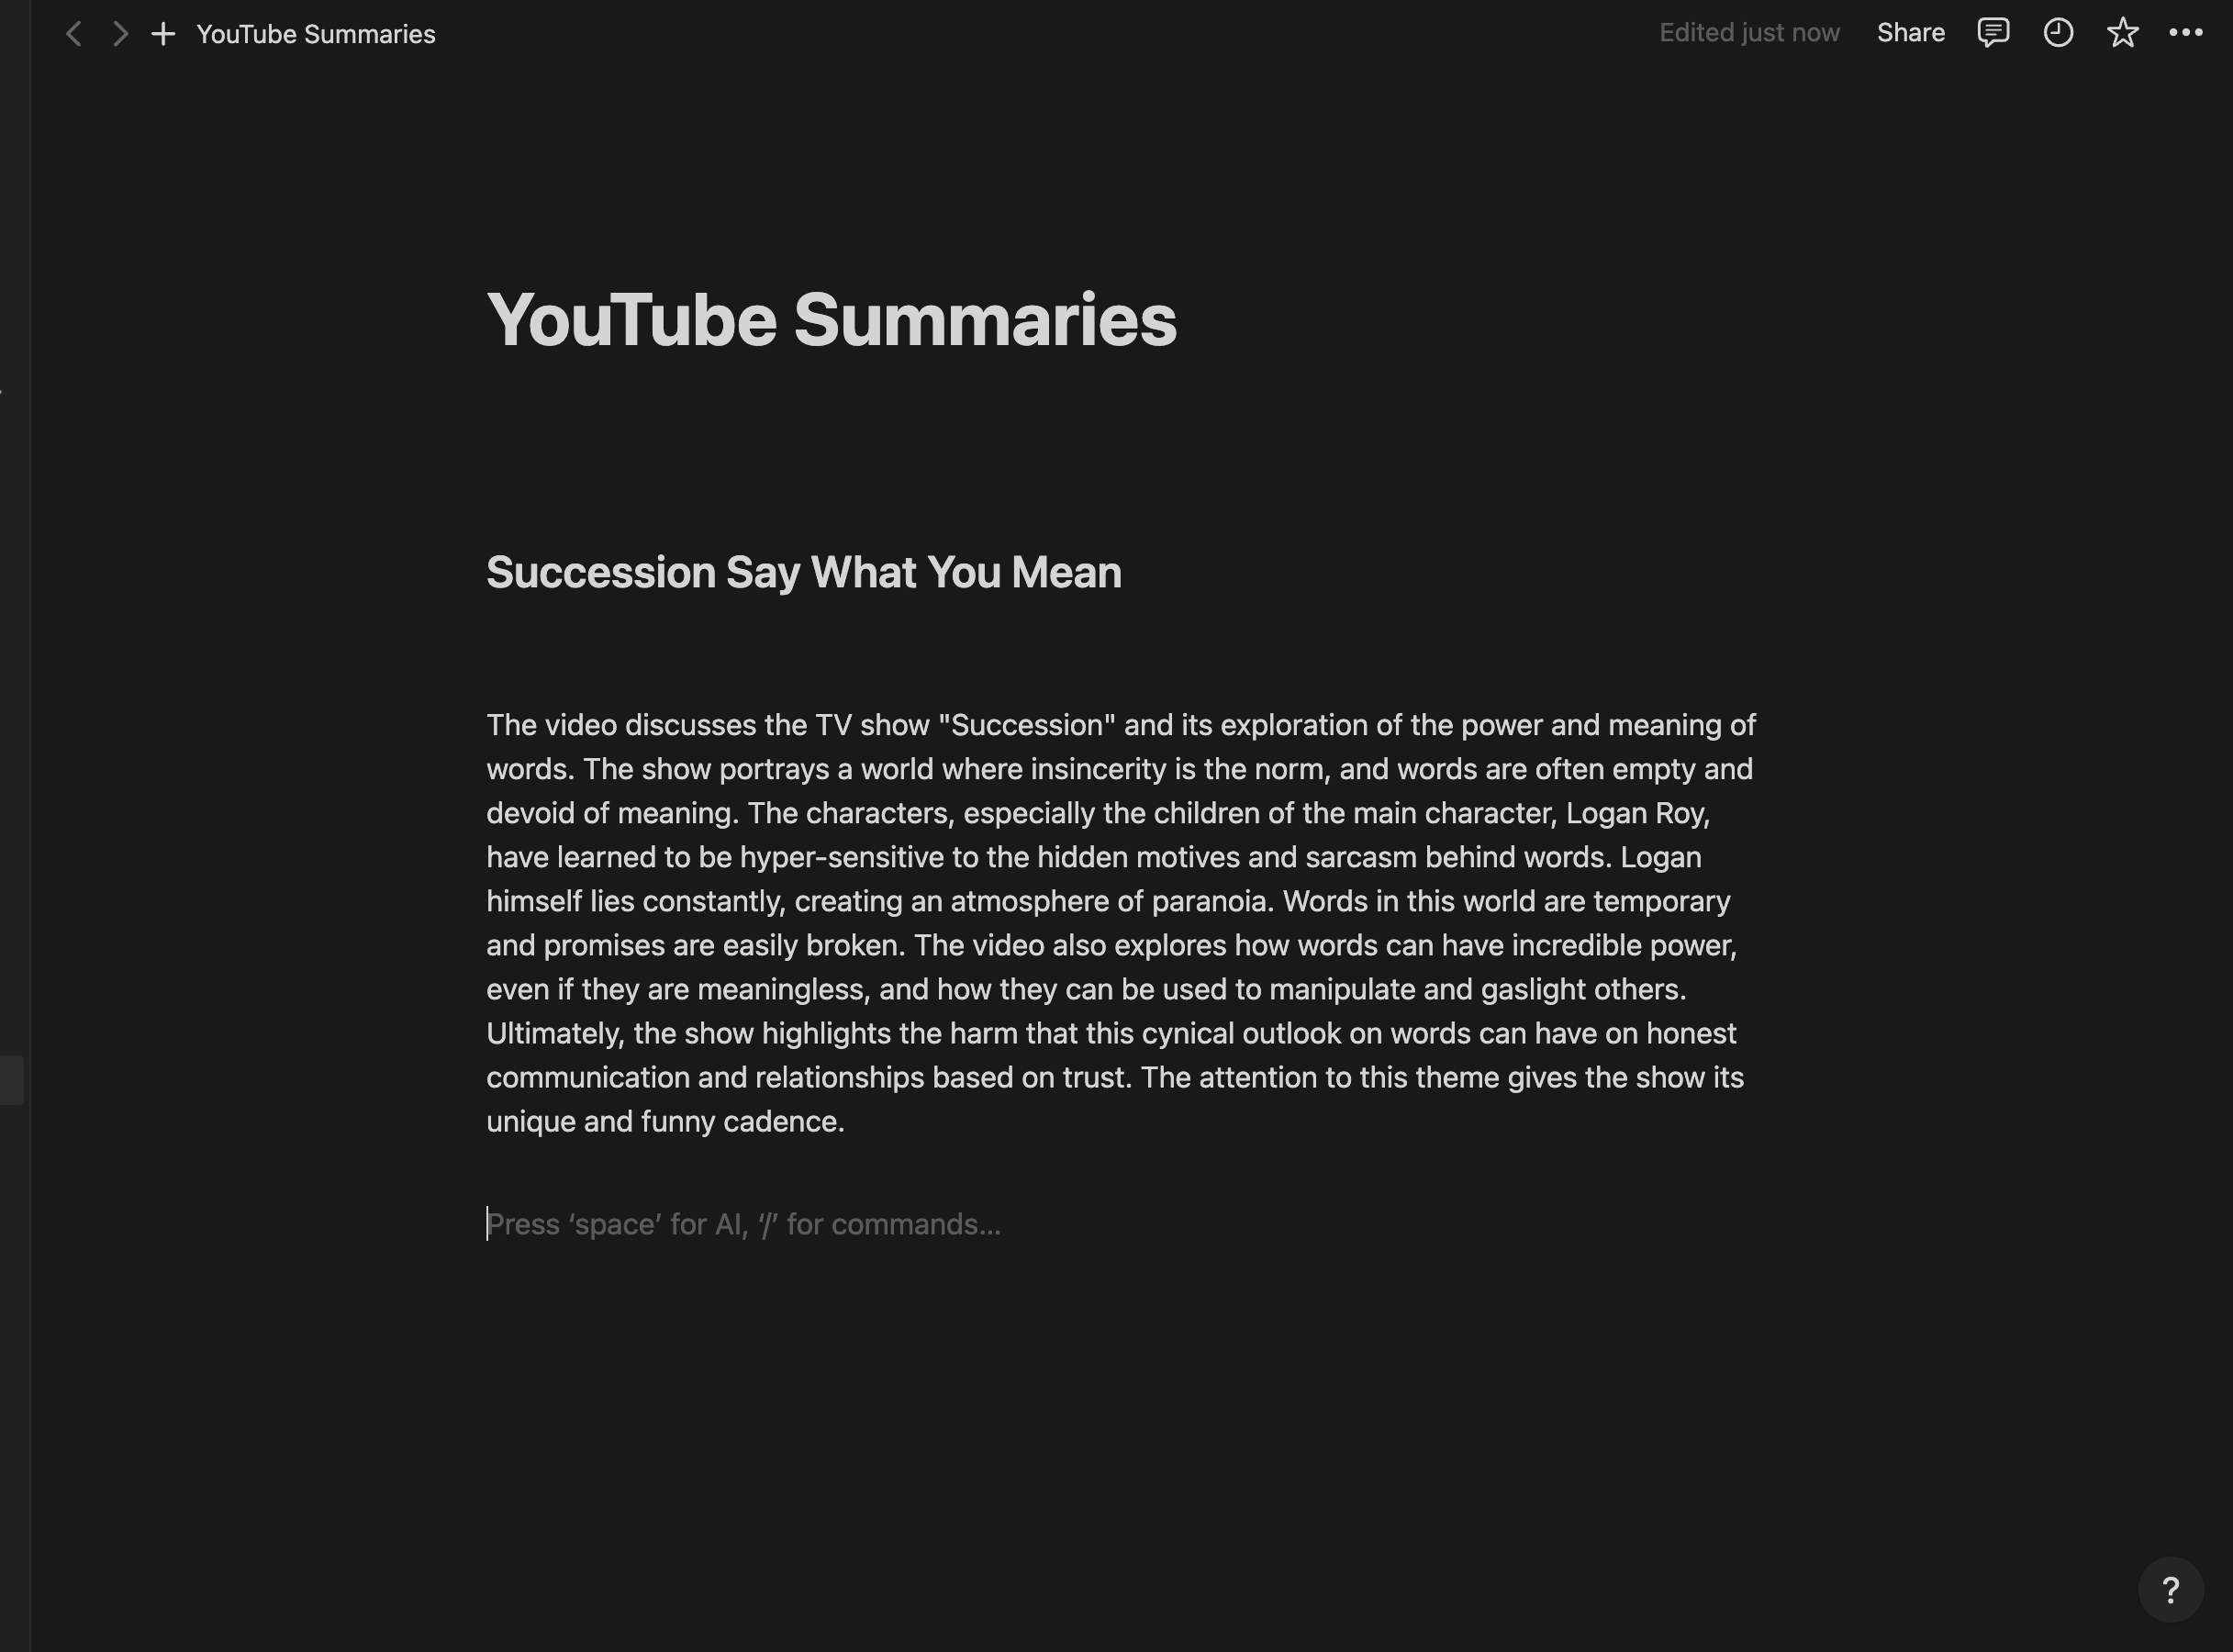 YouTube Summaries
Edited just now
Share
YouTube Summaries
Succession Say What You Mean
The video discusses the TV show "Succession" and its exploration of the power and meaning of
words. The show portrays a world where insincerity is the norm, and words are often empty and
devoid of meaning. The characters, especially the children of the main character, Logan Roy,
have learned to be hyper-sensitive to the hidden motives and sarcasm behind words. Logan
himself lies constantly, creating an atmosphere of paranoia. Words in this world are temporary
and promises are easily broken. The video also explores how words can have incredible power,
even if they are meaningless, and how they can be used to manipulate and gaslight others.
Ultimately, the show highlights the harm that this cynical outlook on words can have on honest
communication and relationships based on trust. The attention to this theme gives the show its
unique and funny cadence.
Press ‘space’ for AI, ‘/’ for commands…
?